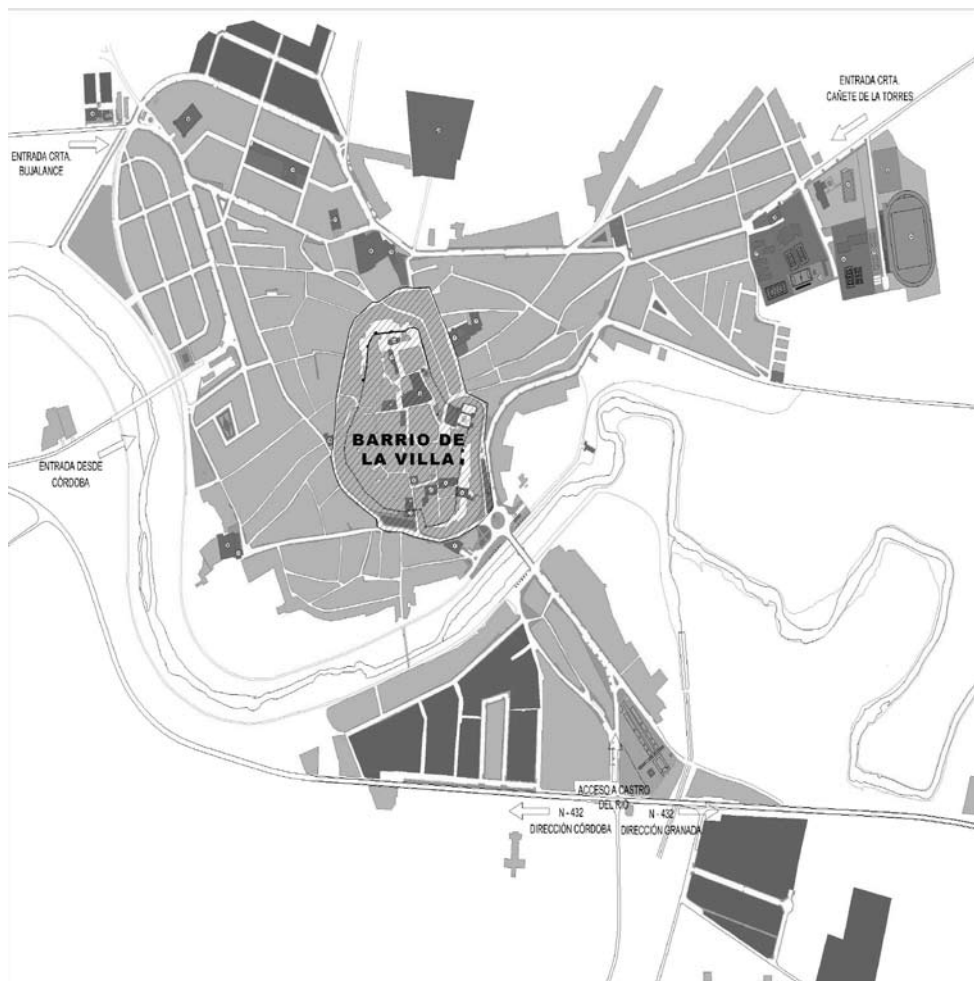 ENTRADA CRTA.
CAÑETE DE LA TORRES
ENTRADA CRTA.
BUJALANCE
BARRIO DE
LA VILLA
ENTRADA DESDE
CÓRDOBA
ACCESO A CASTRO
DEL RIO
N - 432
DIRECCIÓN CÓRDOBA
N - 432
DIRECCIÓN GRANADA